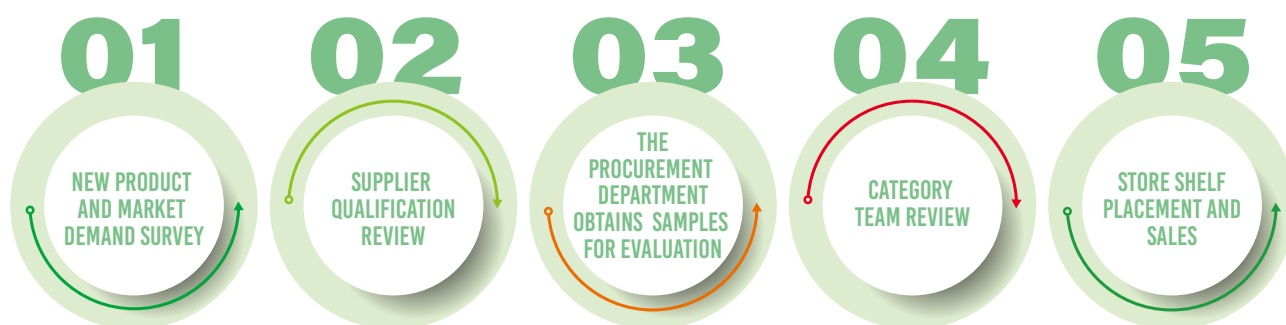 01
NEW PRODUCT
AND MARKET
DEMAND SURVEY
02
SUPPLIER
QUALIFICATION
REVIEW
03
THE
PROCUREMENT
DEPARTMENT
OBTAINS SAMPLES
FOR EVALUATION
04
CATEGORY
TEAM REVIEW
05
STORE SHELF
PLACEMENT AND
SALES